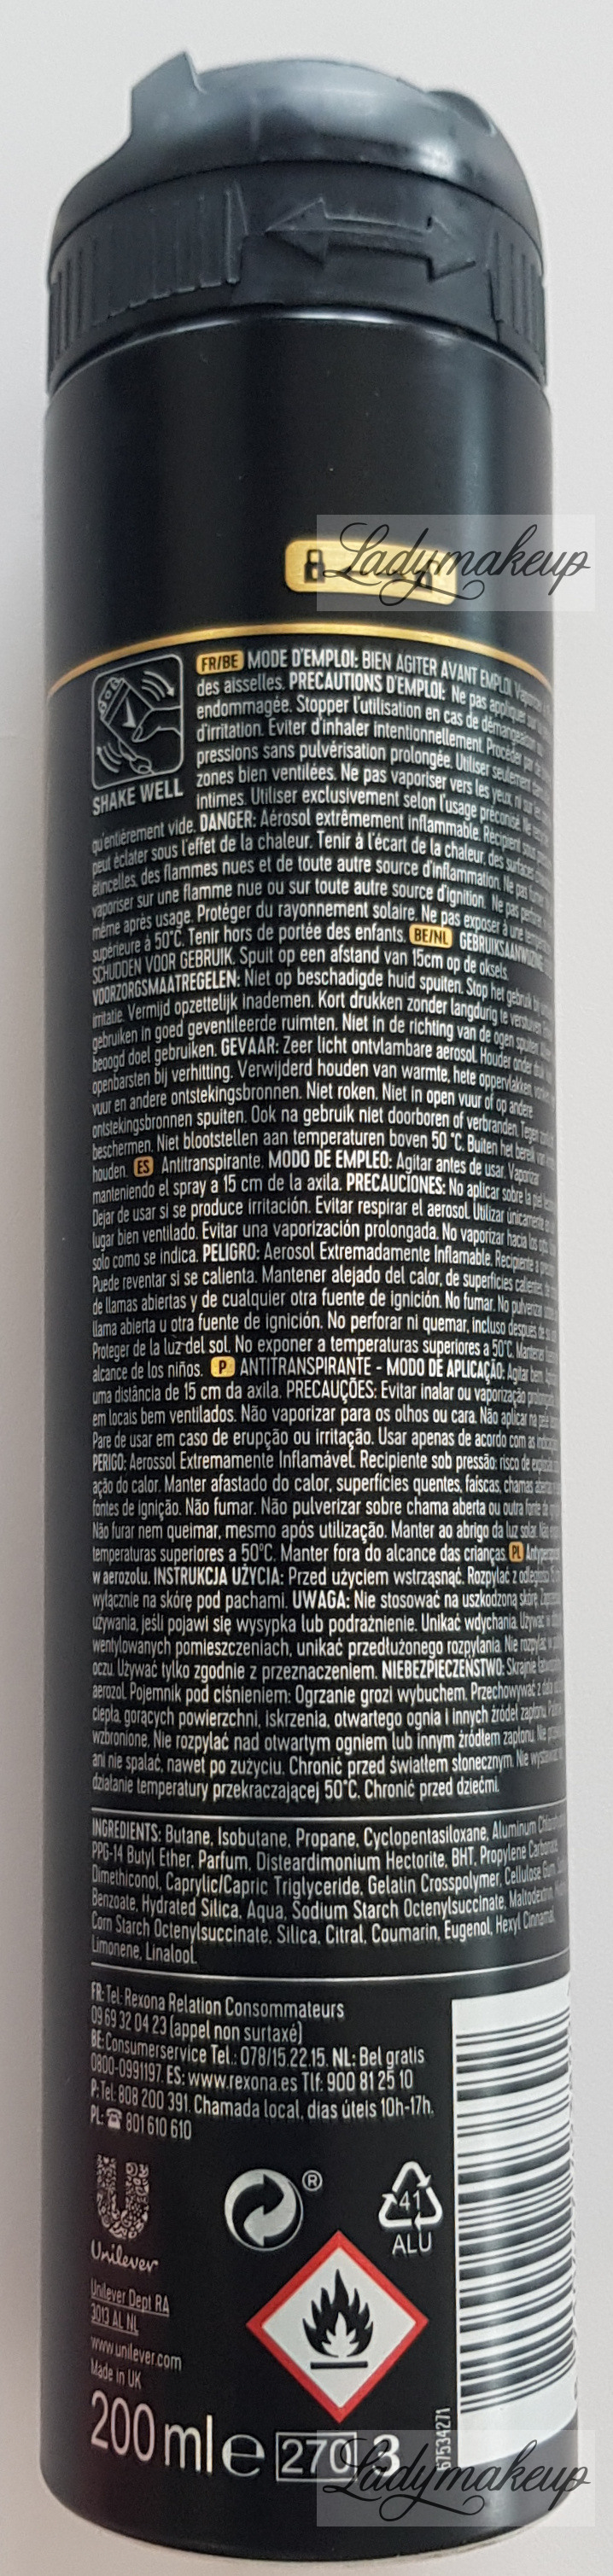 Ladymakeup
FR/BE MODE D'EMPLOI: BIEN AGITER AVANT EMPLOI. Vaporiser à
des aisselles. PRECAUTIONS D'EMPLOI: Ne pas appliquer sur
endommagée. Stopper l'utilisation en cas de démangeaison
d'irritation. Eviter d'inhaler intentionnellement. Procéder par de
pressions sans pulvérisation prolongée. Utiliser seulement dans
zones bien ventilées. Ne pas vaporiser vers les yeux ni sur
SHAKE WELL
intimes. Utiliser exclusivement selon l'usage préconisé. Ne
qu'entièrement vide. DANGER: Aérosol extrêmement inflammable. Récipient sous
peut éclater sous l'effet de la chaleur. Tenir à l'écart de la chaleur, des surfaces
étincelles, des flammes nues et de toute autre source d'inflammation. Ne pas fumer.
vaporiser sur une flamme nue ou sur toute autre source d'ignition. Ne pas perforer,
même après usage. Protéger du rayonnement solaire. Ne pas exposer à une température
supérieure à 50°C. Tenir hors de portée des enfants. BE/NL GEBRUIKSAANWIJZING:
SCHUDDEN VOOR GEBRUIK. Spuit op een afstand van 15cm op de oksels.
VOORZORGSMAATREGELEN: Niet op beschadigde huid spuiten. Stop het gebruik bij
irritatie. Vermijd opzettelijk inademen. Kort drukken zonder langdurig te verstuiven.
gebruiken in goed geventileerde ruimten. Niet in de richting van de ogen spuiten.
beoogd doel gebruiken. GEVAAR: Zeer licht ontvlambare aerosol. Houder onder druk
openbarsten bij verhitting. Verwijderd houden van warmte, hete oppervlakken, vonken,
vuur en andere ontstekingsbronnen. Niet roken. Niet in open vuur of op andere
ontstekingsbronnen spuiten. Ook na gebruik niet doorboren of verbranden. Tegen
beschermen. Niet blootstellen aan temperaturen boven 50 °C. Buiten het bereik van
houden. ES Antitranspirante. MODO DE EMPLEO: Agitar antes de usar. Vaporizar
manteniendo el spray a 15 cm de la axila. PRECAUCIONES: No aplicar sobre la piel
Dejar de usar si se produce irritación. Evitar respirar el aerosol. Utilizar únicamente en
lugar bien ventilado. Evitar una vaporización prolongada. No vaporizar hacia los ojos.
solo como se indica. PELIGRO: Aerosol Extremadamente Inflamable. Recipiente a
Puede reventar si se calienta. Mantener alejado del calor, de superficies calientes, de
de llamas abiertas y de cualquier otra fuente de ignición. No fumar. No pulverizar
llama abierta u otra fuente de ignición. No perforar ni quemar, incluso después de su
Proteger de la luz del sol. No exponer a temperaturas superiores a 50°C. Mantener
alcance de los niños. P ANTITRANSPIRANTE - MODO DE APLICAÇÃO: Agitar bem.
uma distância de 15 cm da axila. PRECAUÇÕES: Evitar inalar ou vaporização prolongada
em locais bem ventilados. Não vaporizar para os olhos ou cara. Não aplicar na pele
Pare de usar em caso de erupção ou irritação. Usar apenas de acordo com as
PERIGO: Aerossol Extremamente Inflamável. Recipiente sob pressão: risco de explosão
ação do calor. Manter afastado do calor, superfícies quentes, faíscas, chamas abertas
fontes de ignição. Não fumar. Não pulverizar sobre chama aberta ou outra fonte de
Não furar nem queimar, mesmo após utilização. Manter ao abrigo da luz solar. Não
temperaturas superiores a 50°C. Manter fora do alcance das crianças. PL Antyperspirant
w aerozolu. INSTRUKCJA UŻYCIA: Przed użyciem wstrząsnąć. Rozpylać z odległości 15
wyłącznie na skórę pod pachami. UWAGA: Nie stosować na uszkodzoną skórę.
używania, jeśli pojawi się wysypka lub podrażnienie. Unikać wdychania. Używać w
wentylowanych pomieszczeniach, unikać przedłużonego rozpylania. Nie rozpylać w
oczu. Używać tylko zgodnie z przeznaczeniem. NIEBEZPIECZEŃSTWO: Skrajnie łatwopalny
aerozol. Pojemnik pod ciśnieniem: Ogrzanie grozi wybuchem. Przechowywać z dala
ciepła, gorących powierzchni, iskrzenia, otwartego ognia i innych źródeł zapłonu.
wzbronione. Nie rozpylać nad otwartym ogniem lub innym źródłem zapłonu. Nie
ani nie spalać, nawet po zużyciu. Chronić przed światłem słonecznym. Nie
działanie temperatury przekraczającej 50°C. Chronić przed dziećmi.
INGREDIENTS: Butane, Isobutane, Propane, Cyclopentasiloxane, Aluminum
PPG-14 Butyl Ether, Parfum, Disteardimonium Hectorite, BHT, Propylene Carbonate,
Dimethiconol, Caprylic/Capric Triglyceride, Gelatin Crosspolymer, Cellulose Gum,
Benzoate, Hydrated Silica, Aqua, Sodium Starch Octenylsuccinate, Maltodextrin,
Corn Starch Octenylsuccinate, Silica, Citral, Coumarin, Eugenol, Hexyl Cinnamal,
Limonene, Linalool.
FR: Tel: Rexona Relation Consommateurs
09 69 32 04 23 (appel non surtaxé)
BE: Consumerservice Tel.: 078/15.22.15. NL: Bel gratis
0800-0991197. ES: www.rexona.es Tlf: 900 81 25 10
P: Tel: 808 200 391. Chamada local, dias úteis 10h-17h.
PL: ☎ 801 610 610
®
41
ALU
Unilever
Unilever Dept RA
3013 AL NL
www.unilever.com
Made in UK
200 ml e 270 3
67534271
Ladymakeup